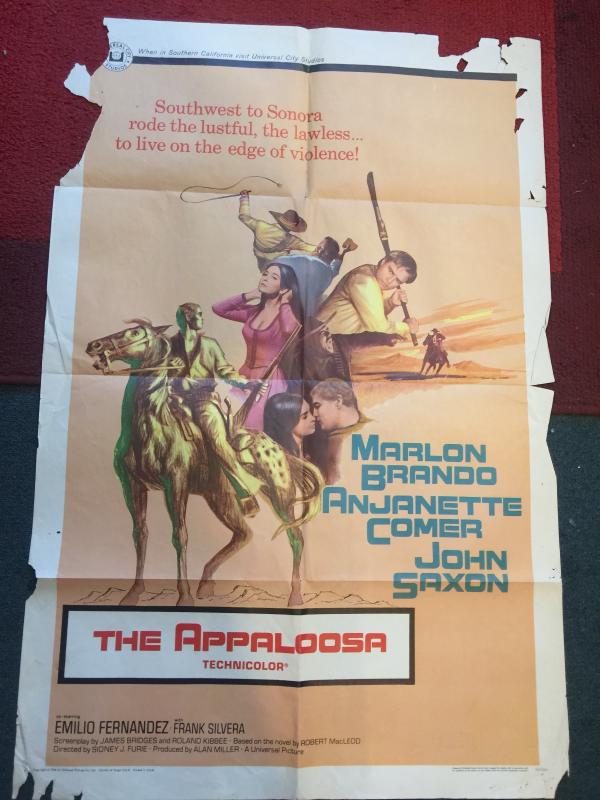 When in Southern California visit Universal City Studios
Southwest to Sonora
rode the lustful, the lawless...
to live on the edge of violence!
MARLON
BRANDO
ANJANETTE
COMER
JOHN
SAXON
THE APPALOOSA
TECHNICOLOR®
co-starring
EMILIO FERNANDEZ with FRANK SILVERA
Screenplay by JAMES BRIDGES and ROLAND KIBBEE · Based on the novel by ROBERT MacLEOD
Directed by SIDNEY J. FURIE · Produced by ALAN MILLER · A Universal Picture